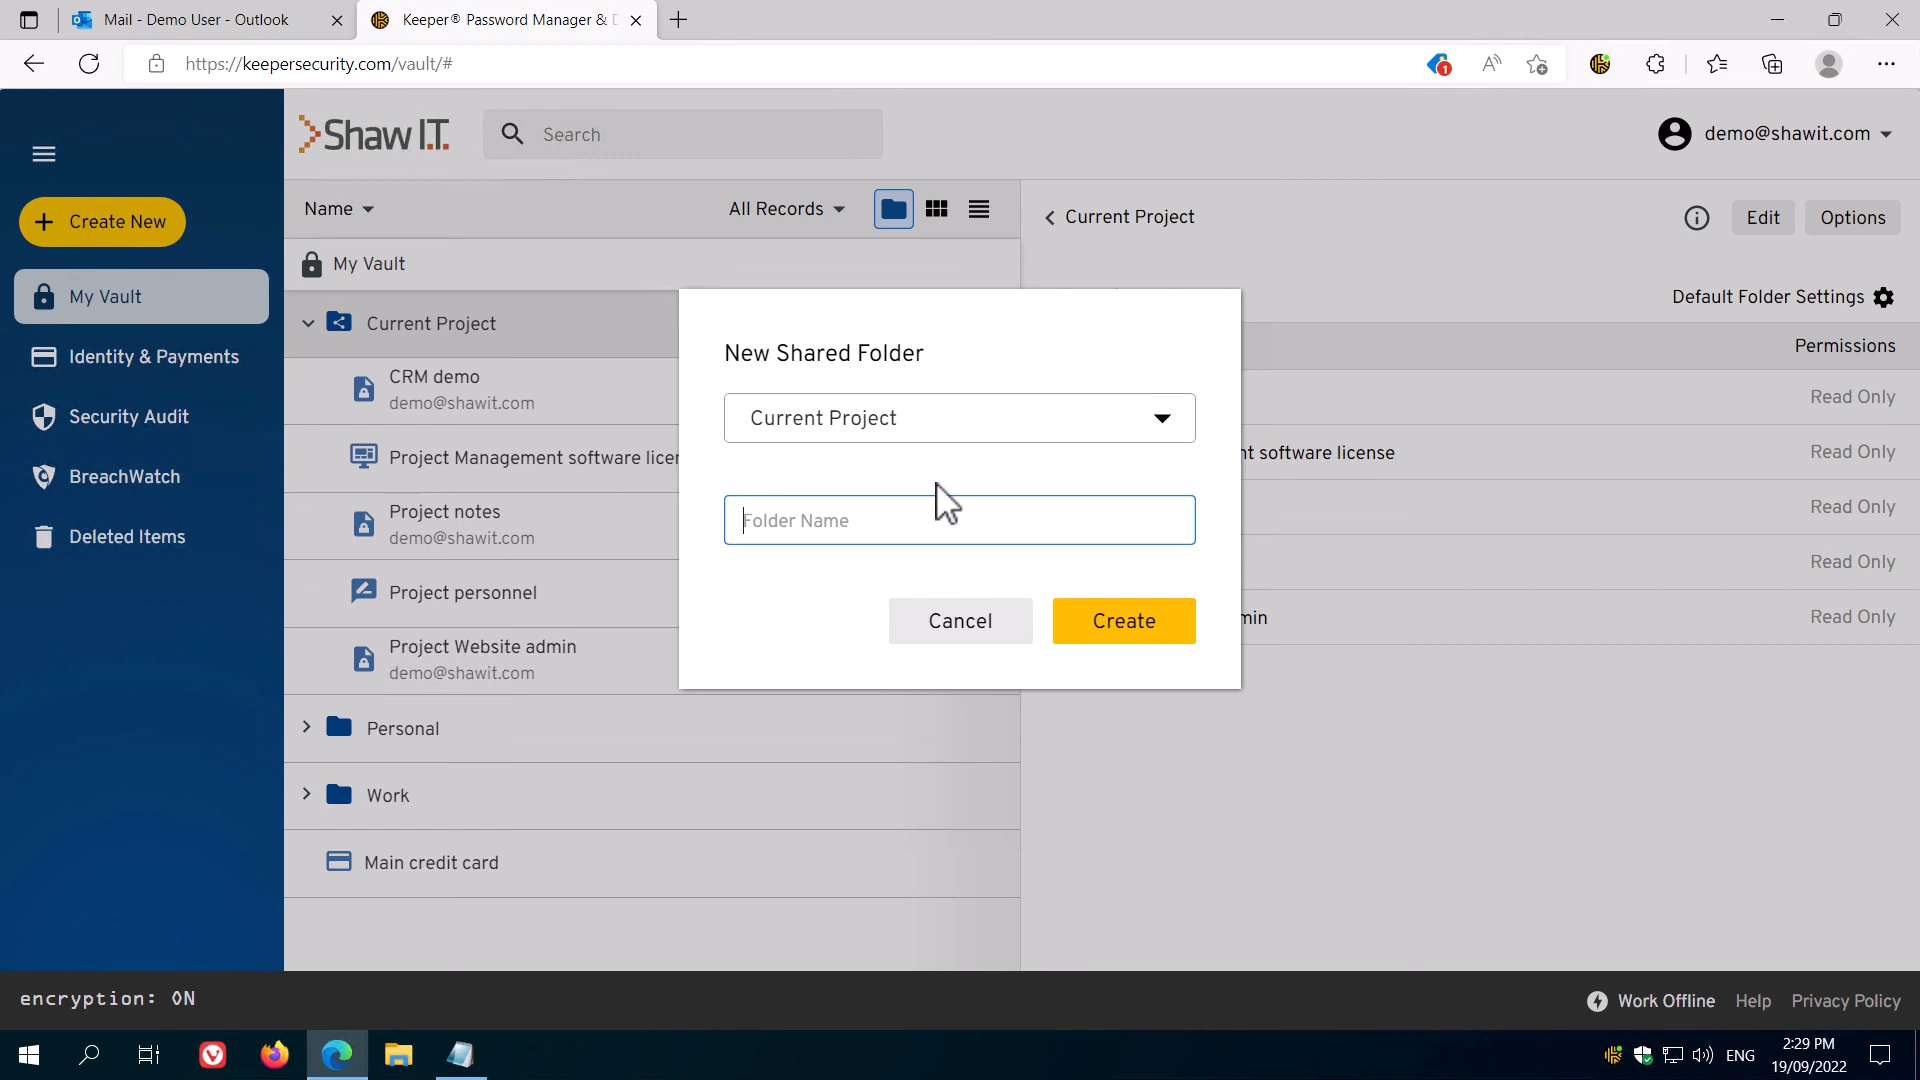 Mail - Demo User - Outlook
Keeper® Password Manager & D
https://keepersecurity.com/vault/#
1
Shaw I.T.
Search
demo@shawit.com
Create New
My Vault
Identity & Payments
Security Audit
BreachWatch
Deleted Items
Name
All Records
My Vault
Current Project
CRM demo
demo@shawit.com
Project Management software licen
Project notes
demo@shawit.com
Project personnel
Project Website admin
demo@shawit.com
Personal
Work
Main credit card
Current Project
Edit
Options
Default Folder Settings
Permissions
Read Only
nt software license
Read Only
Read Only
Read Only
min
Read Only
New Shared Folder
Current Project
Folder Name
Cancel
Create
encryption: ON
Work Offline
Help
Privacy Policy
ENG
2:29 PM
19/09/2022